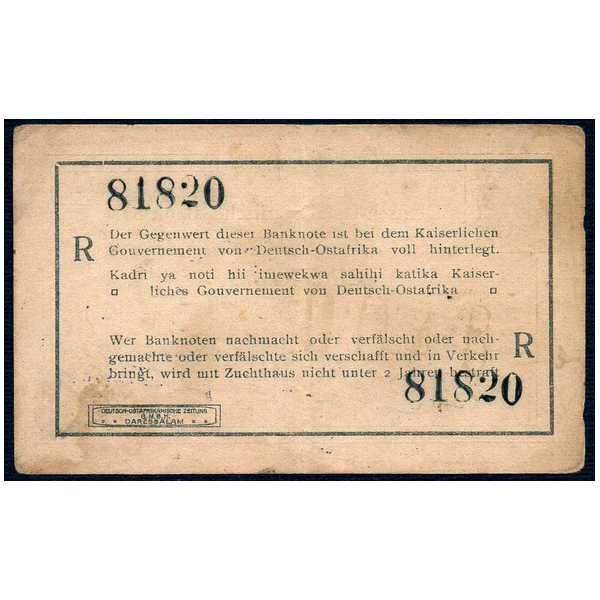 81820
R
Der Gegenwert dieser Banknote ist bei dem Kaiserlichen
Gouvernement von Deutsch-Ostafrika voll hinterlegt.
Kadri ya noti hii imewekwa sahihi katika Kaiser-
liches Gouvernement von Deutsch-Ostafrika
Wer Banknoten nachmacht oder verfälscht oder nach-
gemachte oder verfälschte sich verschafft und in Verkehr
bringt, wird mit Zuchthaus nicht unter 2 Jahren bestraft
R
81820
DEUTSCH-OSTAFRIKANISCHE ZEITUNG
G.M.B.H.
DARESSALAM